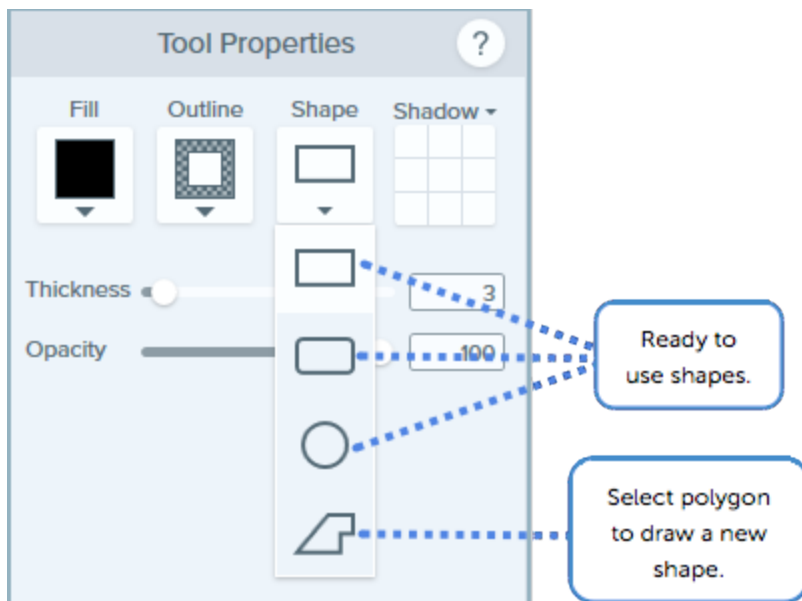 Tool Properties ?
Fill Outline Shape Shadow
Thickness 3
Opacity 100
Ready to
use shapes.
Select polygon
to draw a new
shape.